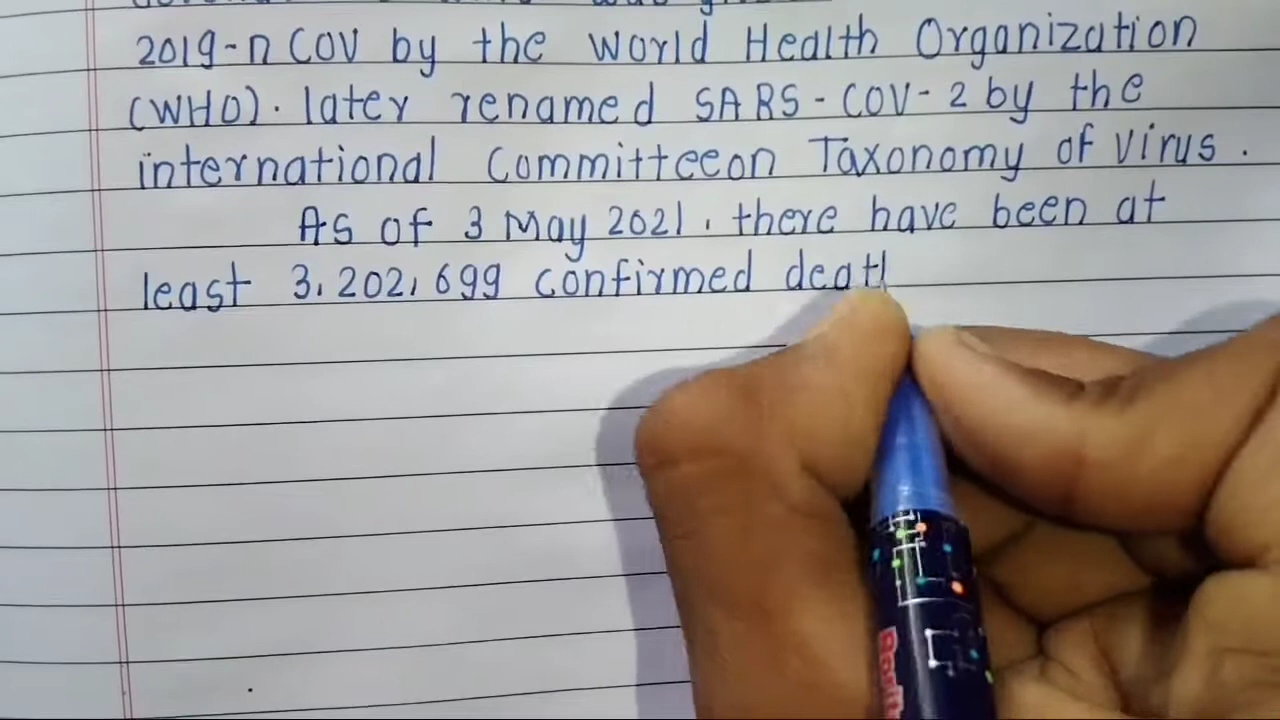 2019-n COV by the World Health Organization
(WHO). later renamed SARS-COV-2 by the
international Committeeon Taxonomy of Virus.
As of 3 May 2021, there have been at
least 3,202,699 confirmed deat